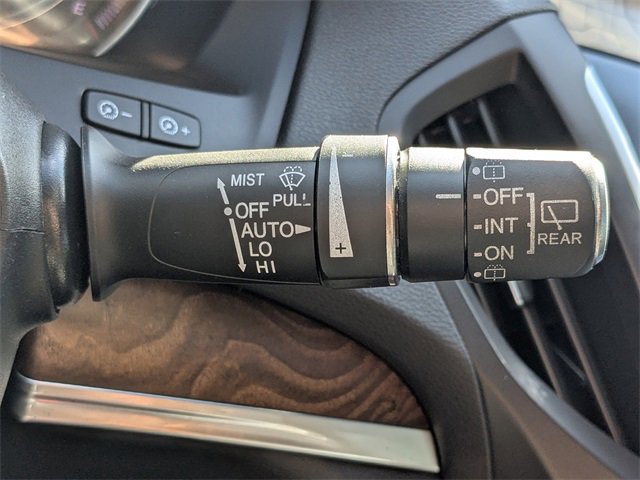 MIST
PULL
OFF
AUTO
LO
HI
-
+
OFF
INT
ON
REAR
-
+
E